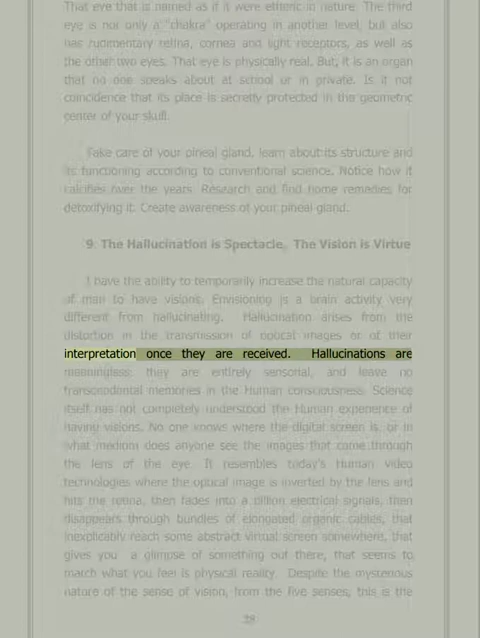 That eye that is named as if it were etheric in nature. The third
eye is not only a "chakra" operating in another level, but also
has rudimentary retina, cornea and light receptors, as well as
the other two eyes. That eye is physically real. But, it is an organ
that no one speaks about at school or in private. Is it not
coincidence that its place is secretly protected in the geometric
center of your skull.
Take care of your pineal gland, learn about its structure and
its functioning according to conventional science. Notice how it
calcifies over the years. Research and find home remedies for
detoxifying it. Create awareness of your pineal gland.
9. The Hallucination is Spectacle, The Vision is Virtue
I have the ability to temporarily increase the natural capacity
of man to have visions. Envisioning is a brain activity very
different from hallucinating. Hallucination arises from the
distortion in the transmission of optical images or of their
interpretation once they are received. Hallucinations are
meaningless; they are entirely sensorial, and leave no
transcendental memories in the Human consciousness. Science
itself has not completely understood the Human experience of
having visions. No one knows where the digital screen is, or in
what medium does anyone see the images that come through
the lens of the eye. It resembles today's Human video
technologies where the optical image is inverted by the lens and
hits the retina, then fades into a billion electrical signals, then
disappears through bundles of elongated organic cables, that
inexplicably reach some abstract virtual screen somewhere, that
gives you a glimpse of something out there, that seems to
match what you feel is physical reality. Despite the mysterious
nature of the sense of vision, from the five senses, this is the